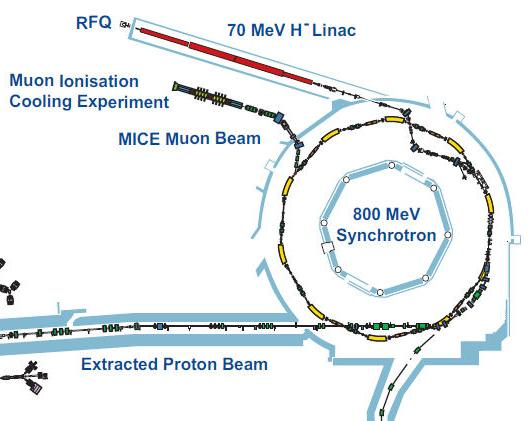 RFQ
70 MeV H⁻ Linac
Muon Ionisation
Cooling Experiment
MICE Muon Beam
800 MeV
Synchrotron
Extracted Proton Beam